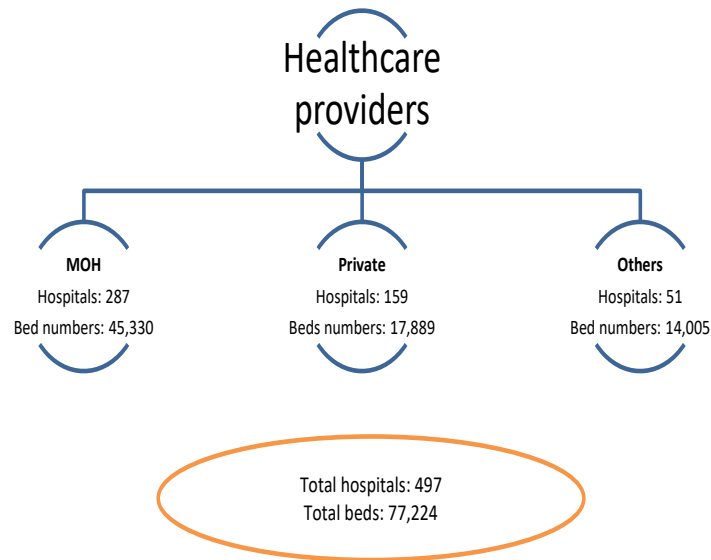 Healthcare
providers
MOH
Hospitals: 287
Bed numbers: 45,330
Private
Hospitals: 159
Beds numbers: 17,889
Others
Hospitals: 51
Bed numbers: 14,005
Total hospitals: 497
Total beds: 77,224